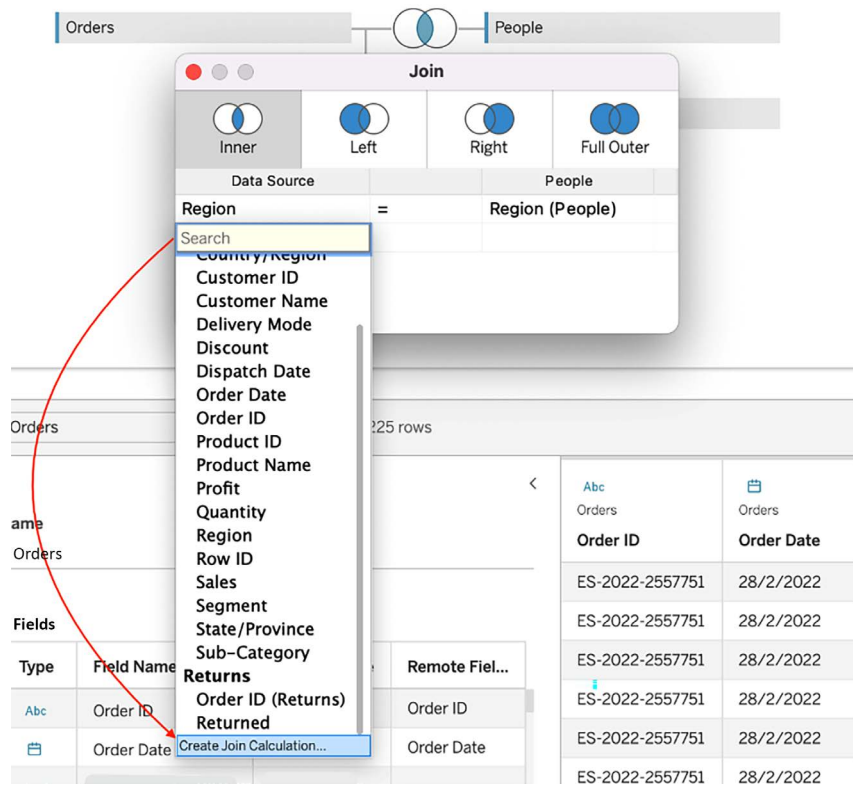 Orders
People
Join
Inner Left Right Full Outer
Data Source People
Region = Region (People)
Search
Country/Region
Customer ID
Customer Name
Delivery Mode
Discount
Dispatch Date
Order Date
Order ID
Product ID
Product Name
Profit
Quantity
Region
Row ID
Sales
Segment
State/Province
Sub-Category
Returns
Order ID (Returns)
Returned
Create Join Calculation...
Orders
225 rows
ame
Orders
Fields
Type Field Name Remote Fiel...
Abc Order ID Order ID
Order Date Order Date
Abc
Orders Orders
Order ID Order Date
ES-2022-2557751 28/2/2022
ES-2022-2557751 28/2/2022
ES-2022-2557751 28/2/2022
ES-2022-2557751 28/2/2022
ES-2022-2557751 28/2/2022
ES-2022-2557751 28/2/2022